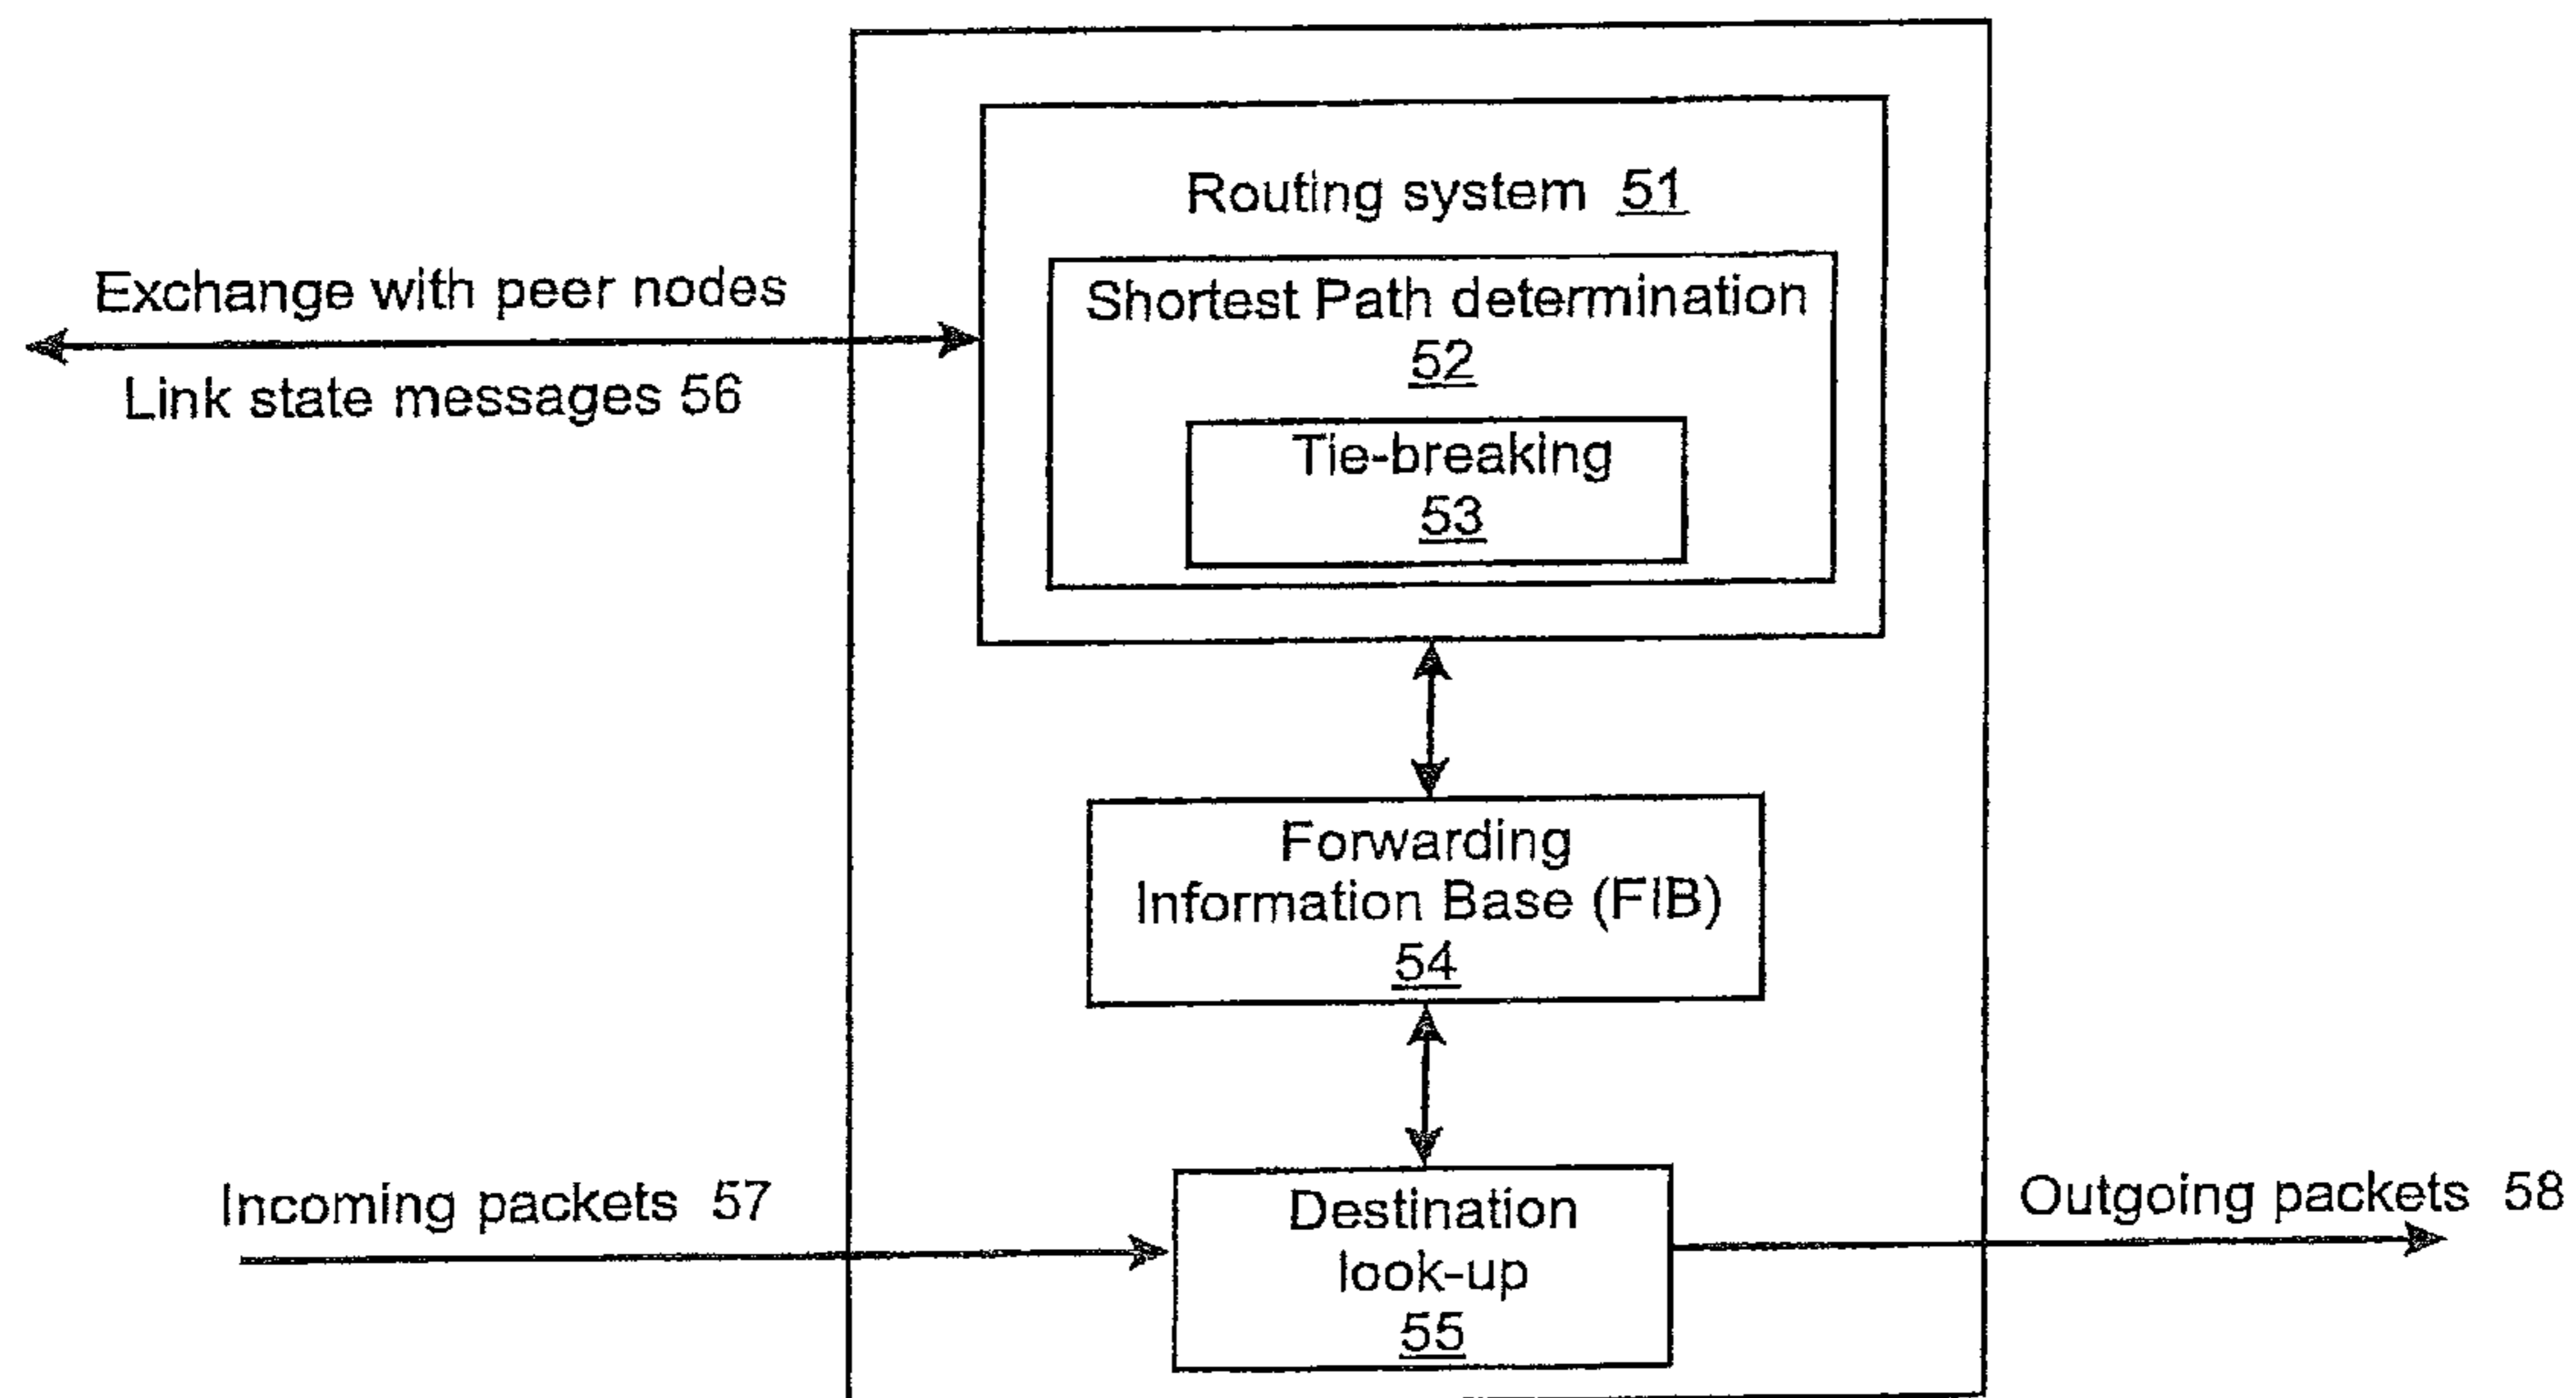 Routing system 51
Exchange with peer nodes
Link state messages 56
Shortest Path determination
52
Tie-breaking
53
Forwarding
Information Base (FIB)
54
Incoming packets 57
Destination
look-up
55
Outgoing packets 58